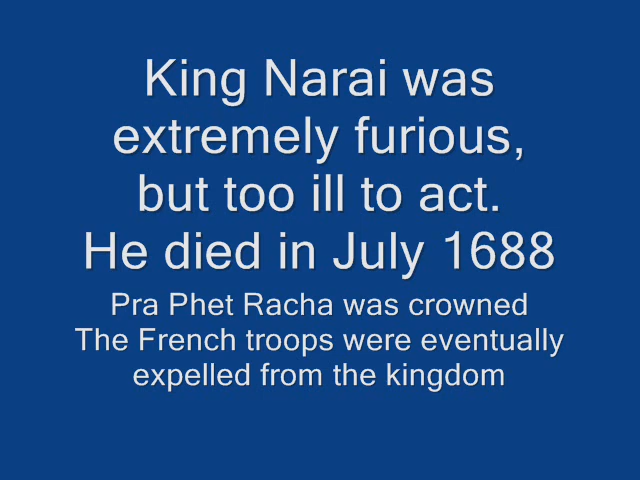 King Narai was
extremely furious,
but too ill to act.
He died in July 1688
Pra Phet Racha was crowned
The French troops were eventually
expelled from the kingdom